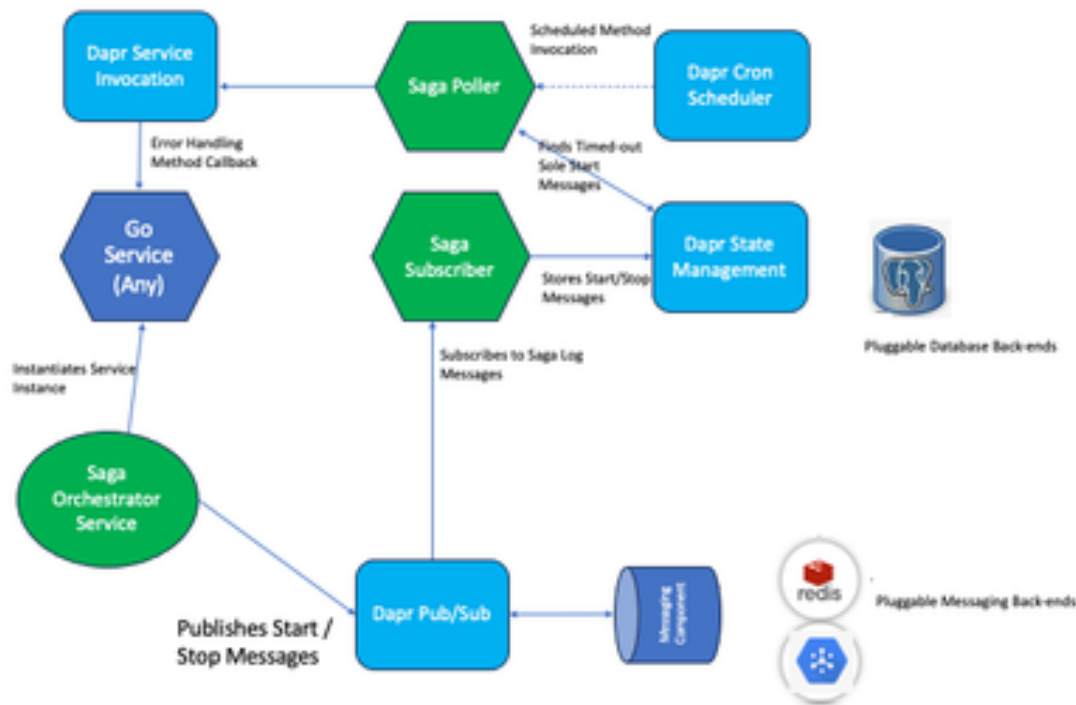 Dapr Service
Invocation
Saga Poller
Scheduled Method
Invocation
Dapr Cron
Scheduler
Error Handling
Method Callback
Finds Timed-out
Sole Start
Messages
Go
Service
(Any)
Saga
Subscriber
Stores Start/Stop
Messages
Dapr State
Management
Pluggable Database Back-ends
Instantiates Service
Instance
Subscribes to Saga Log
Messages
Saga
Orchestrator
Service
Publishes Start /
Stop Messages
Dapr Pub/Sub
Messaging
Component
redis
Pluggable Messaging Back-ends